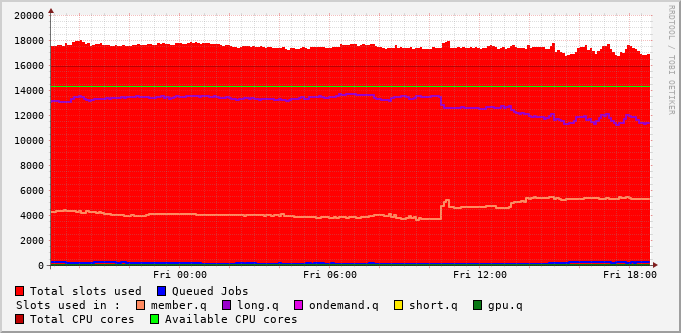 20000
18000
16000
14000
12000
10000
8000
6000
4000
2000
0
Fri 00:00 Fri 06:00 Fri 12:00 Fri 18:00
RRDTOOL / TOBI OETIKER
Total slots used Queued Jobs
Slots used in : member.q long.q ondemand.q short.q gpu.q
Total CPU cores Available CPU cores